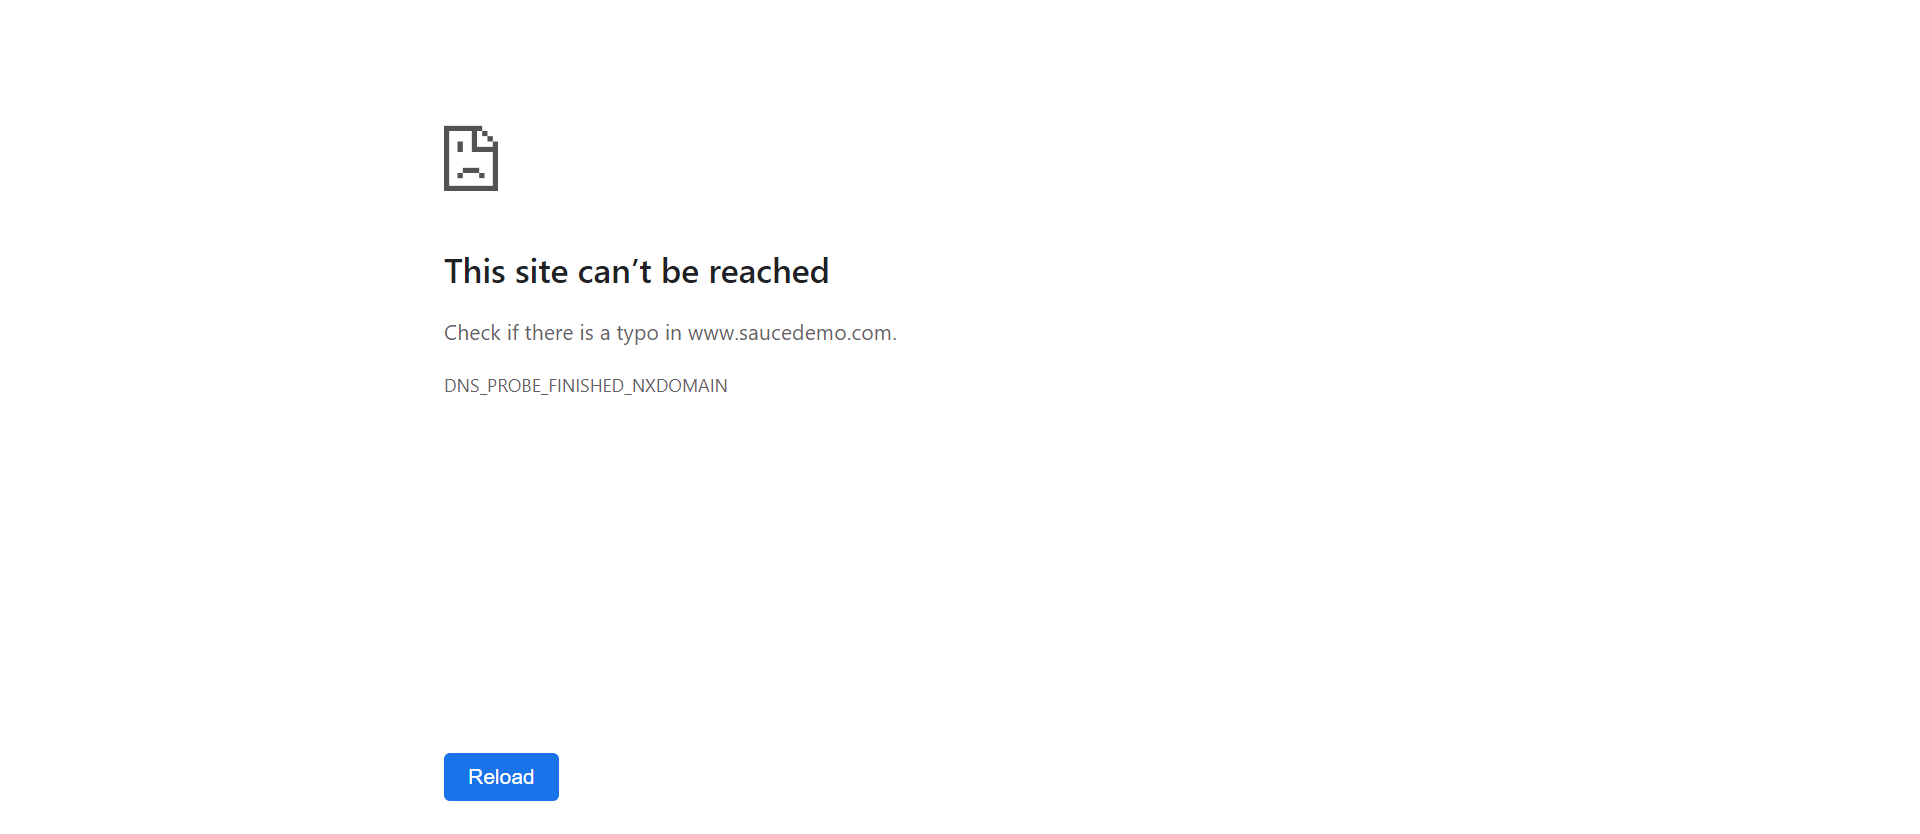 This site can’t be reached
Check if there is a typo in www.saucedemo.com.
DNS_PROBE_FINISHED_NXDOMAIN
Reload